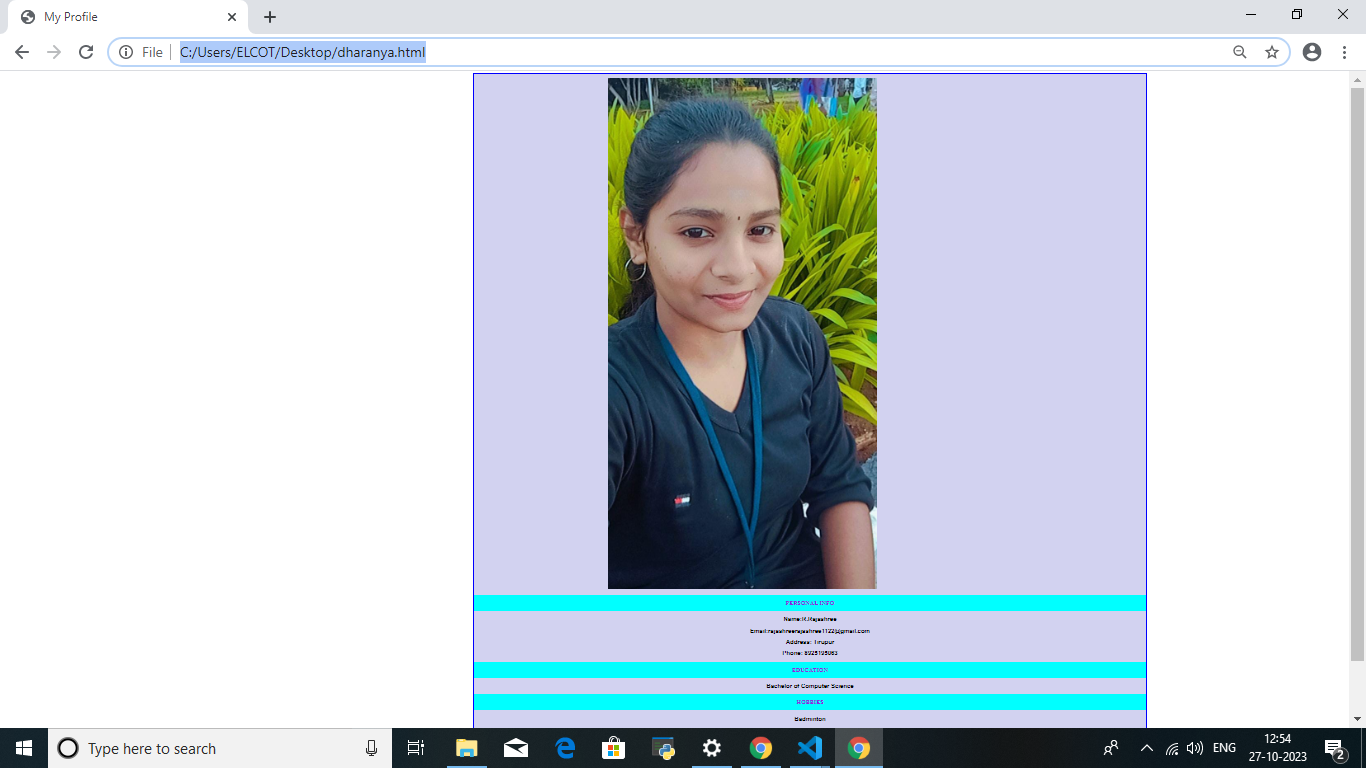 My Profile
File
C:/Users/ELCOT/Desktop/dharanya.html
PERSONAL INFO
Name:R.Rajashree
Email:rajashreerajashree1122@gmail.com
Address: Tirupur
Phone:
EDUCATION
Bachelor of Computer Science
HOBBIES
Badminton
Type here to search
ENG
12:54
27-10-2023
2